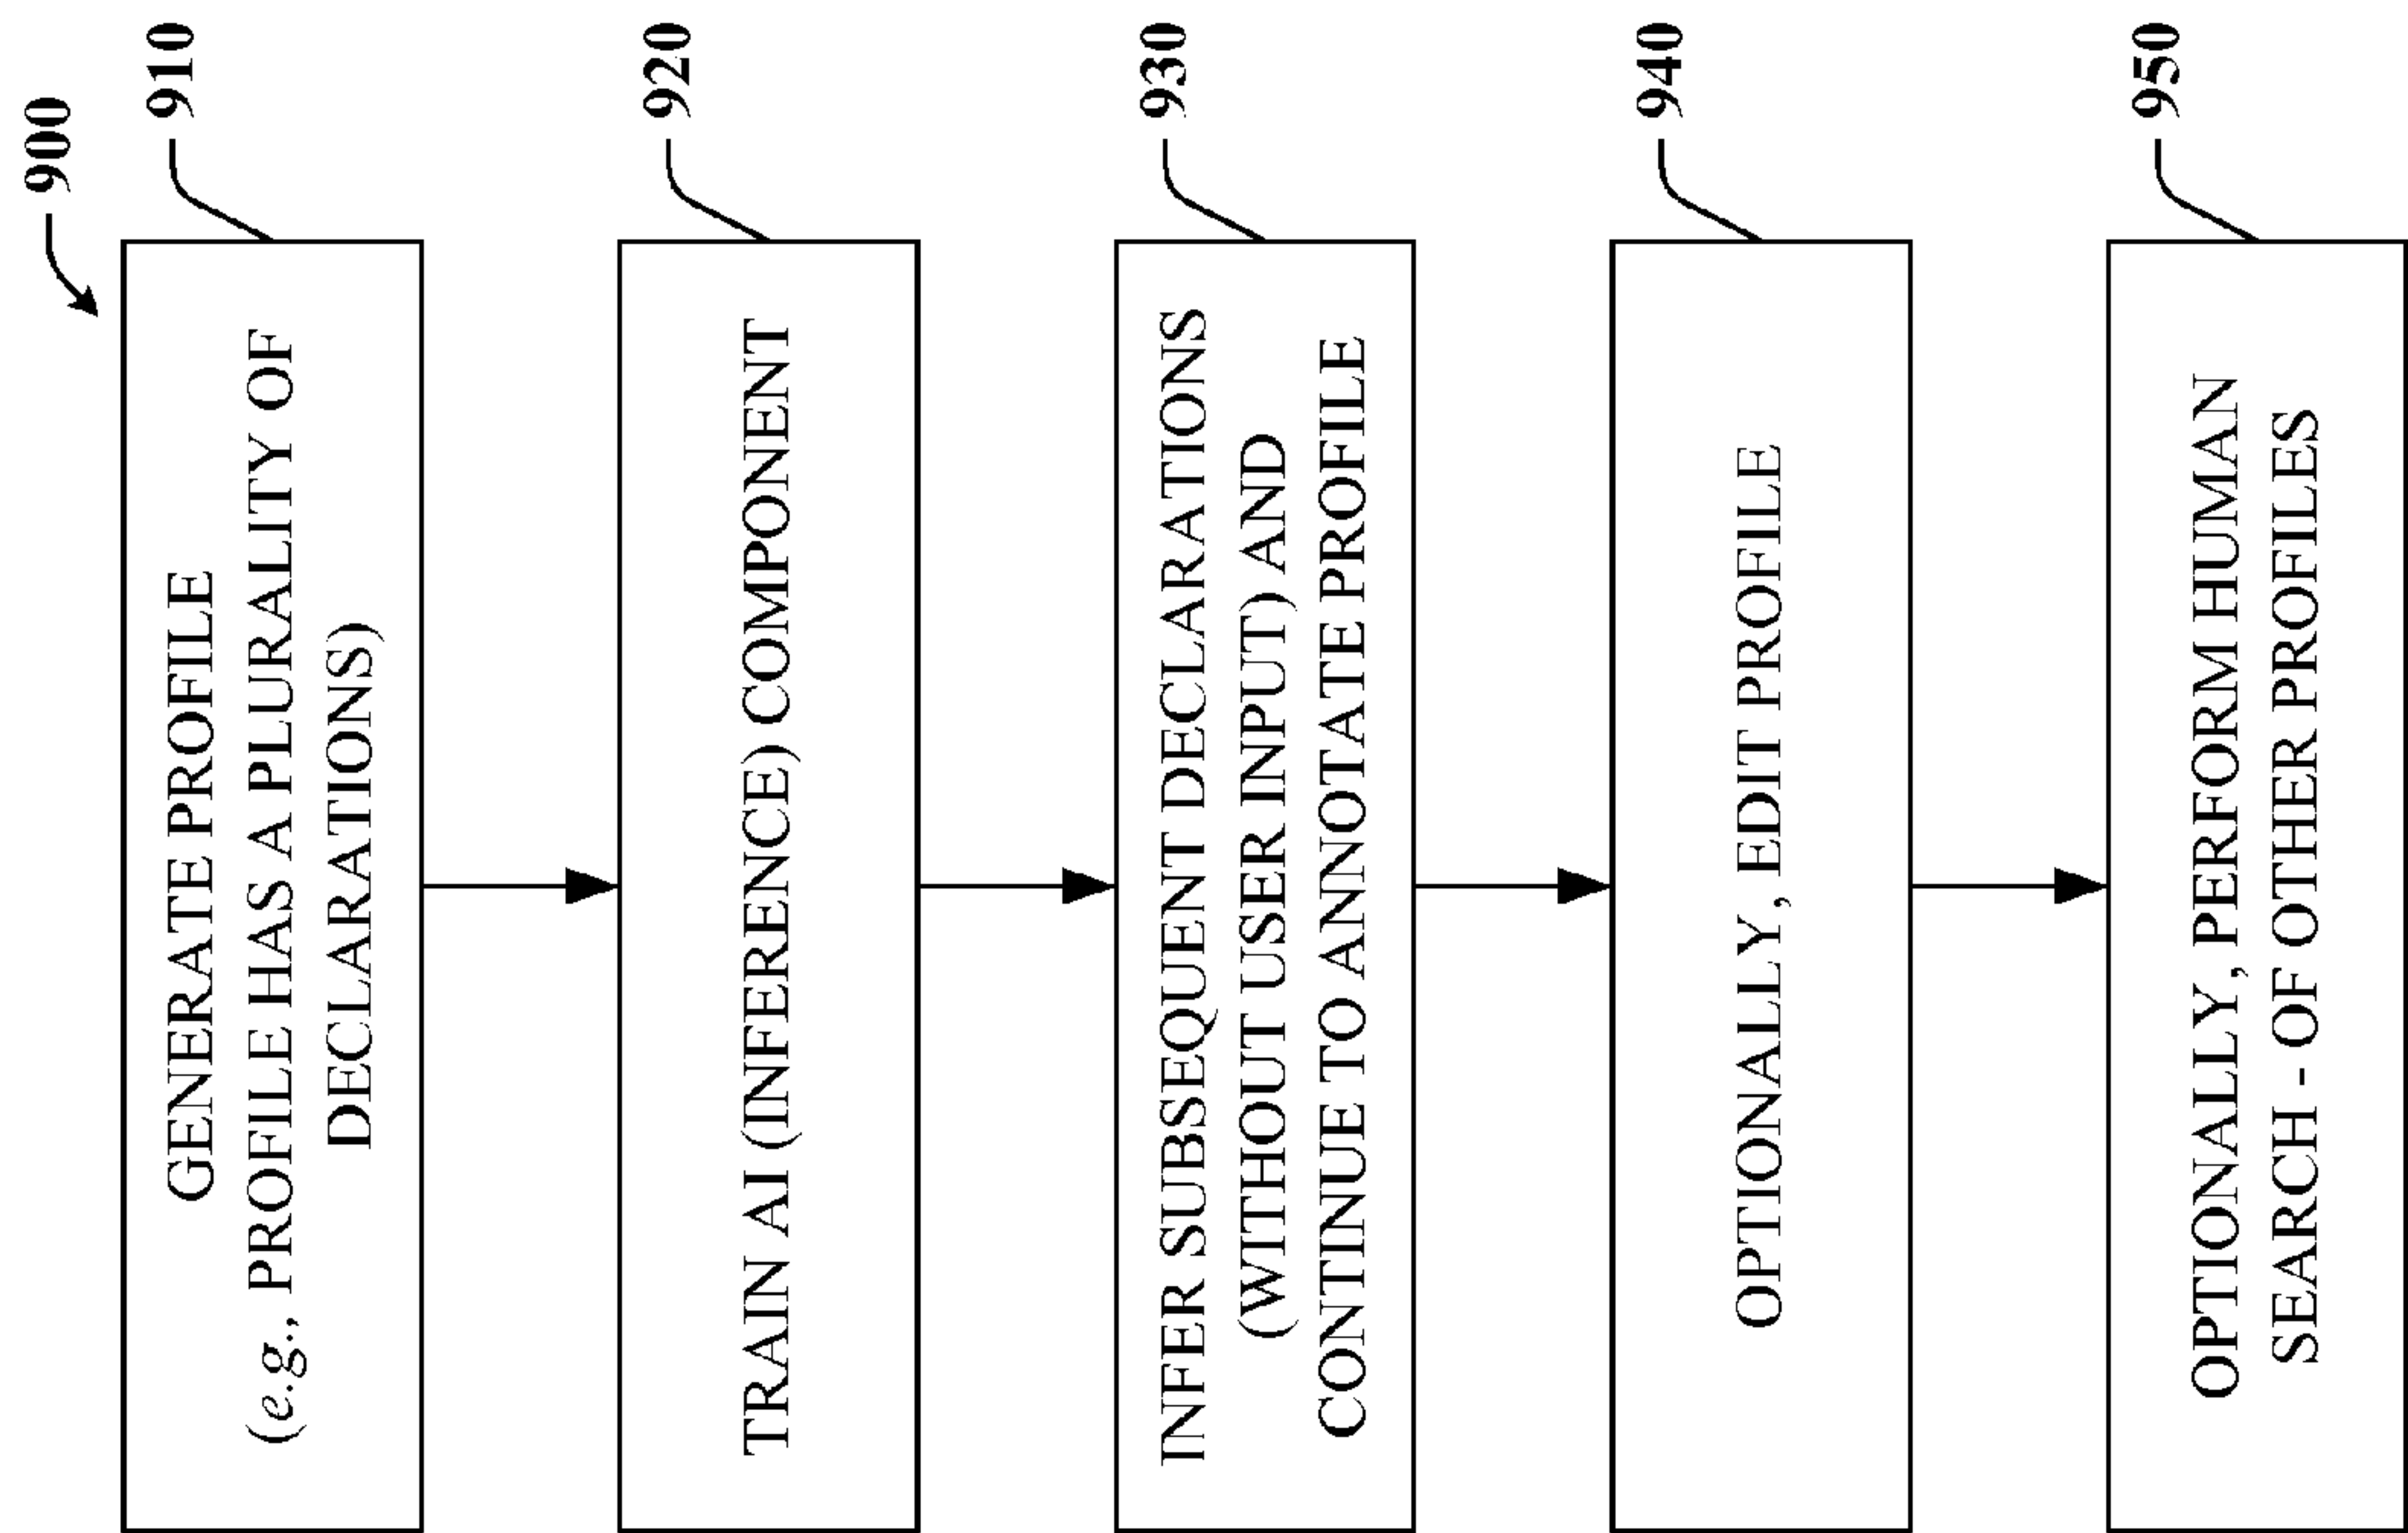 900
910
GENERATE PROFILE
(e.g., PROFILE HAS A PLURALITY OF
DECLARATIONS)
920
TRAIN AI (INFERENCE) COMPONENT
930
INFER SUBSEQUENT DECLARATIONS
(WITHOUT USER INPUT) AND
CONTINUE TO ANNOTATE PROFILE
940
OPTIONALLY, EDIT PROFILE
950
OPTIONALLY, PERFORM HUMAN
SEARCH - OF OTHER PROFILES